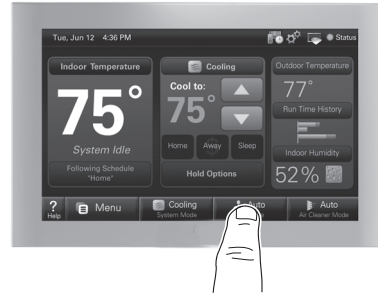 Tue, Jun 12 4:36 PM
Status
Indoor Temperature
75°
System Idle
Following Schedule
"Home"
Cooling
Cool to:
75°
Home Away Sleep
Hold Options
Outdoor Temperature
77°
Run Time History
Indoor Humidity
52%
?
Help
Menu
Cooling
System Mode
Auto
Auto
Air Cleaner Mode